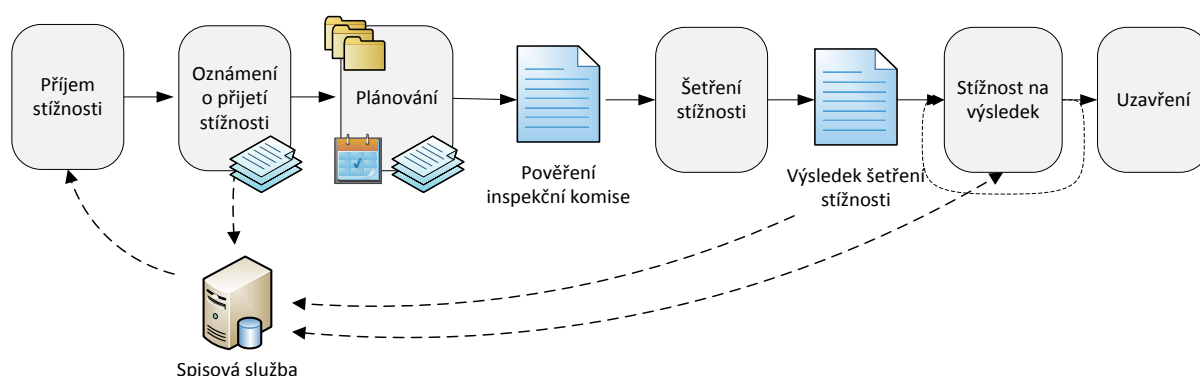 Příjem
stížnosti
Oznámení
o přijetí
stížnosti
Plánování
Pověření
inspekční komise
Šetření
stížnosti
Výsledek šetření
stížnosti
Stížnost na
výsledek
Uzavření
Spisová služba